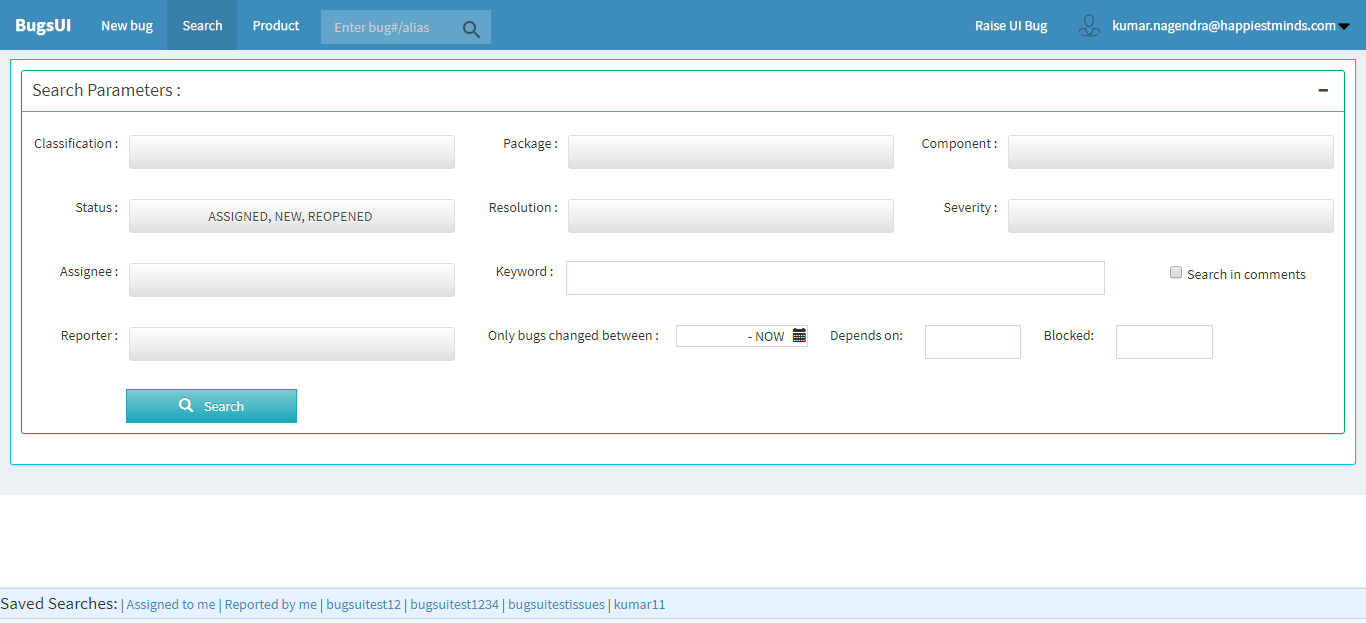 BugsUI New bug Search Product Enter bug#/alias Raise UI Bug kumar.nagendra@happiestminds.com
Search Parameters :
Classification : Package : Component :
Status : ASSIGNED, NEW, REOPENED Resolution : Severity :
Assignee : Keyword : Search in comments
Reporter : Only bugs changed between : - NOW Depends on: Blocked:
Search
Saved Searches: | Assigned to me | Reported by me | bugsuitest12 | bugsuitest1234 | bugsuitestissues | kumar11